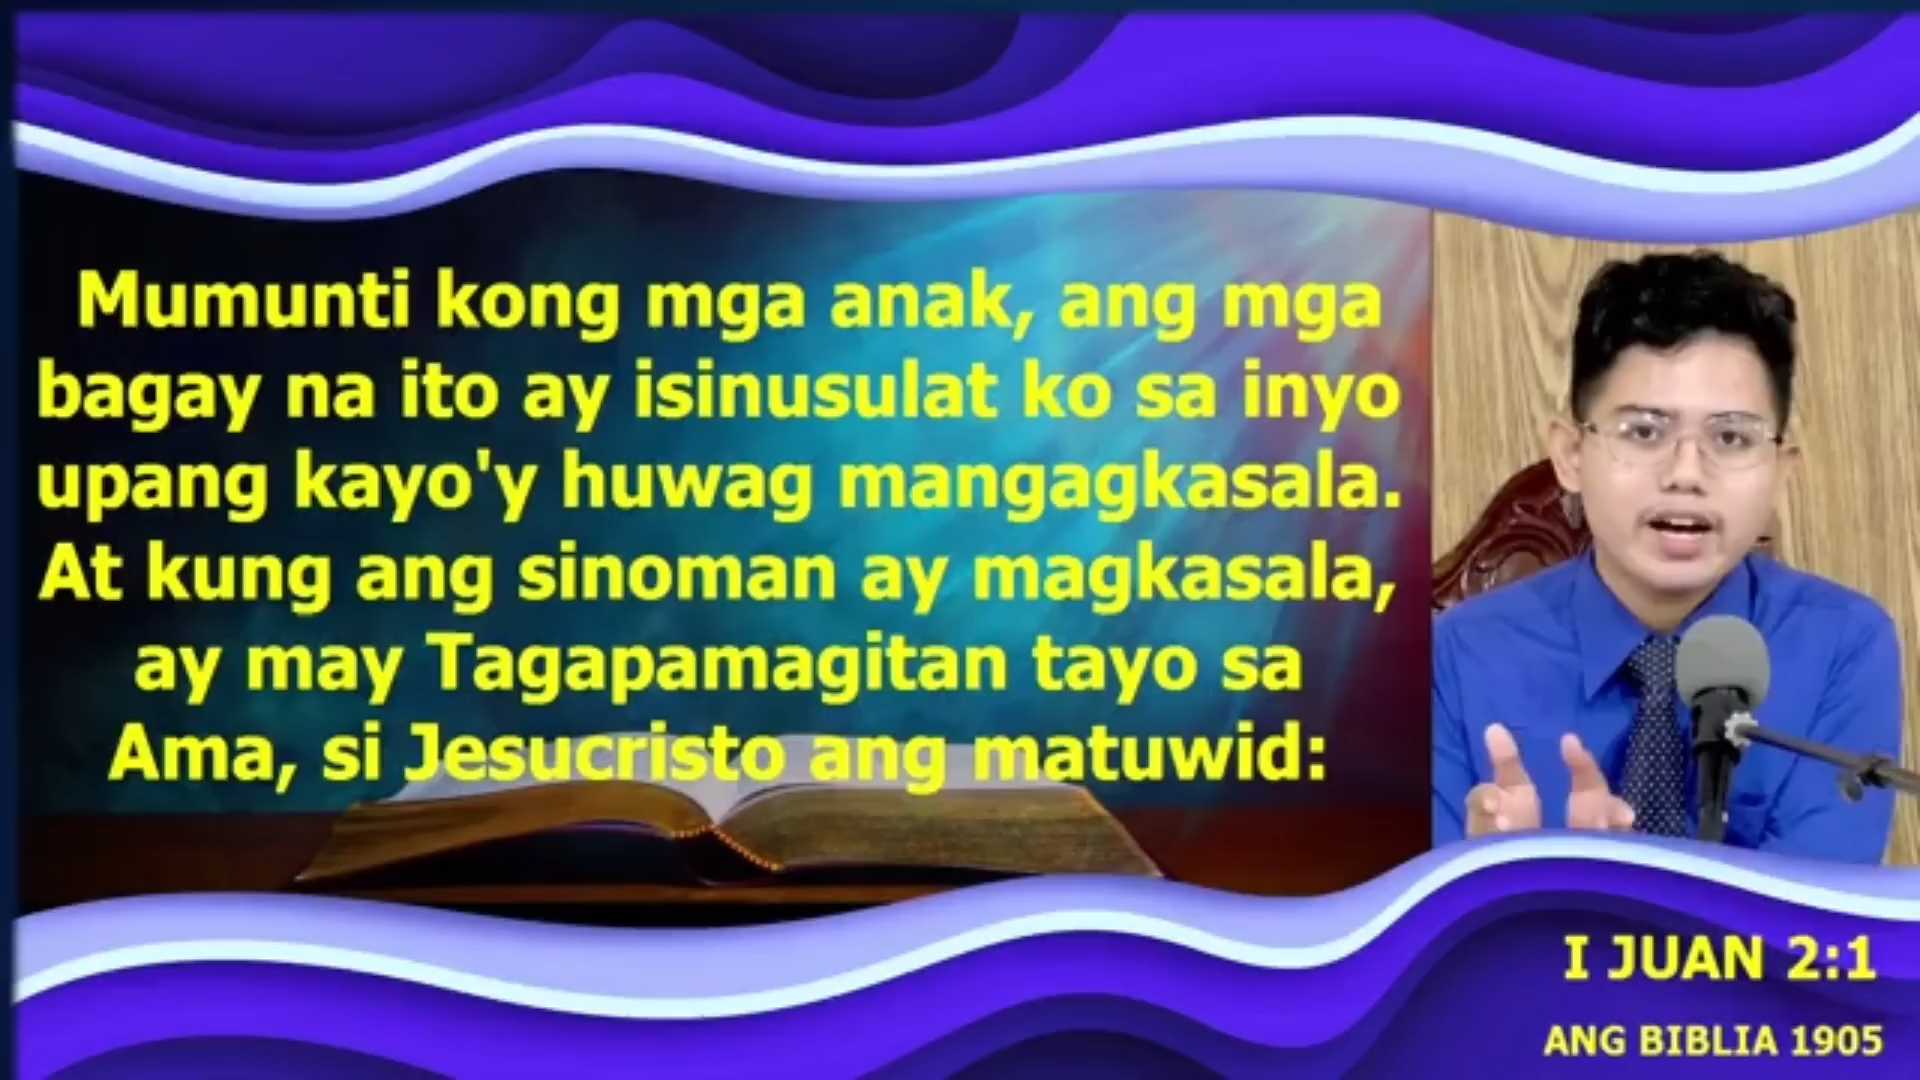 Mumunti kong mga anak, ang mga
bagay na ito ay isinusulat ko sa inyo
upang kayo'y huwag mangagkasala.
At kung ang sinoman ay magkasala,
ay may Tagapamagitan tayo sa
Ama, si Jesucristo ang matuwid:
I JUAN 2:1
ANG BIBLIA 1905